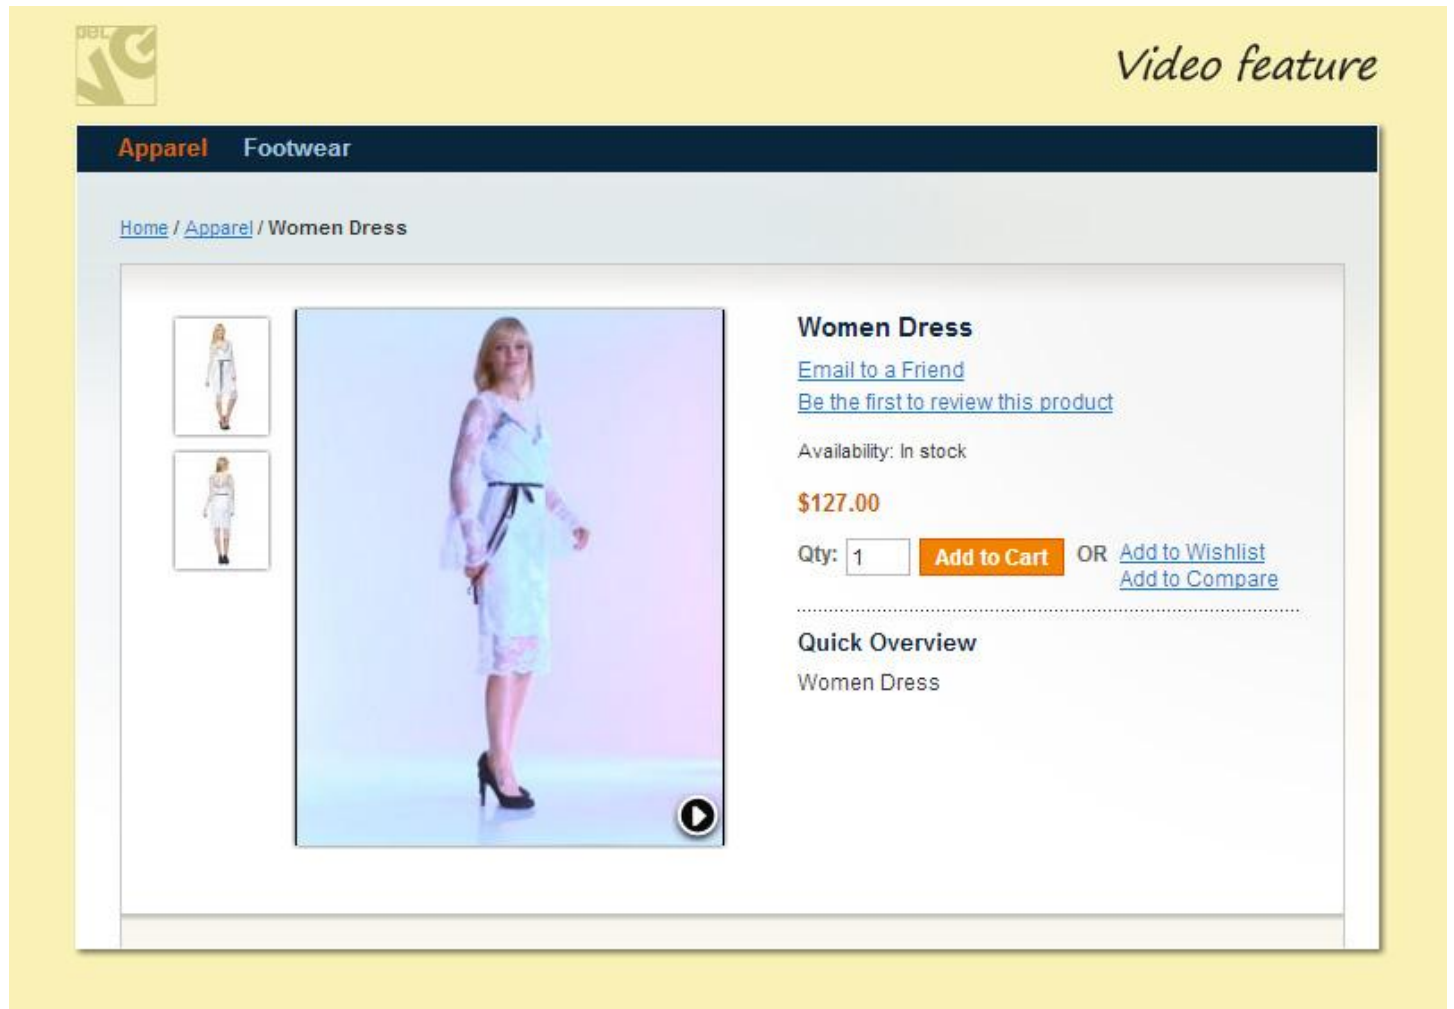 DEL
VG
Video feature
Apparel Footwear
Home / Apparel / Women Dress
Women Dress
Email to a Friend
Be the first to review this product
Availability: In stock
$127.00
Qty: 1 Add to Cart OR Add to Wishlist
Add to Compare
Quick Overview
Women Dress